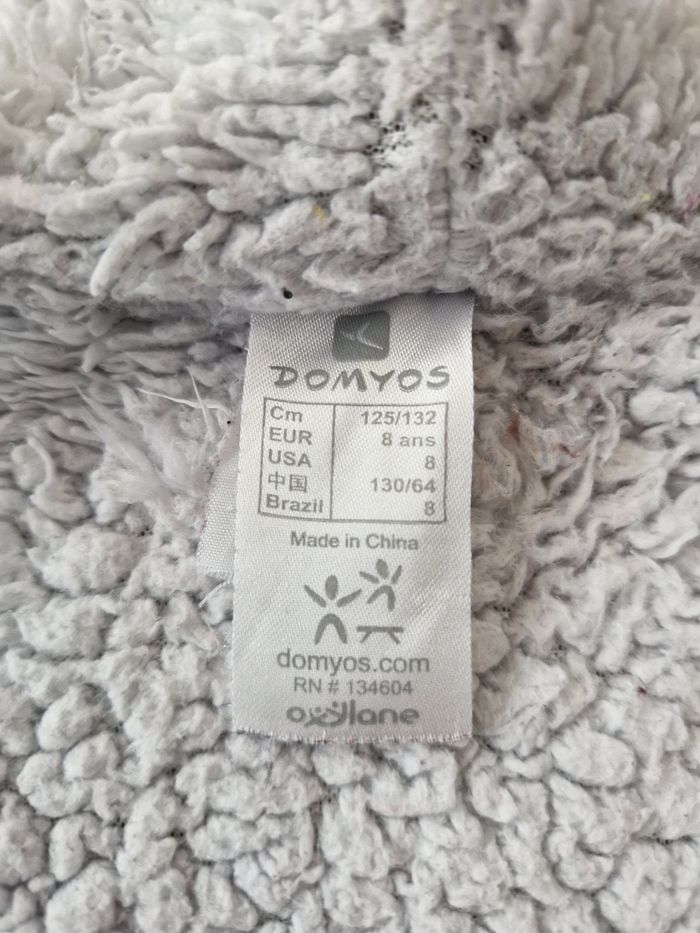 DOMYOS
Cm 125/132
EUR 8 ans
USA 8
中国 130/64
Brazil 8
Made in China
domyos.com
RN # 134604
oxylane